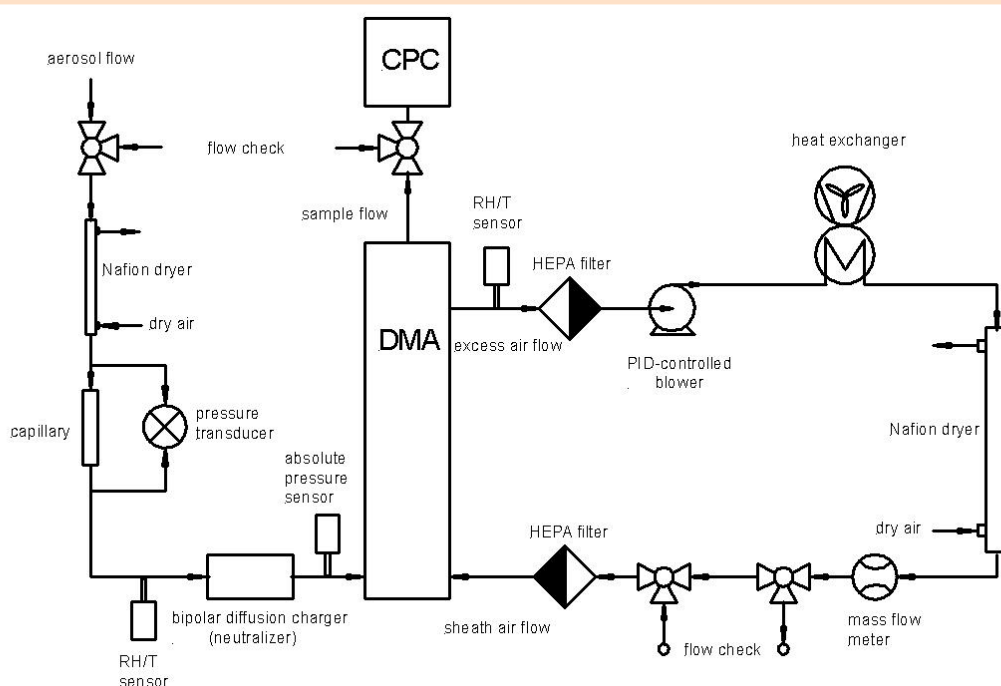 aerosol flow
CPC
flow check
heat exchanger
sample flow
RH/T
sensor
Nafion dryer
HEPA filter
dry air
DMA
excess air flow
PID-controlled
blower
capillary
pressure
transducer
Nafion dryer
absolute
pressure
sensor
dry air
HEPA filter
bipolar diffusion charger
(neutralizer)
sheath air flow
mass flow
meter
flow check
RH/T
sensor